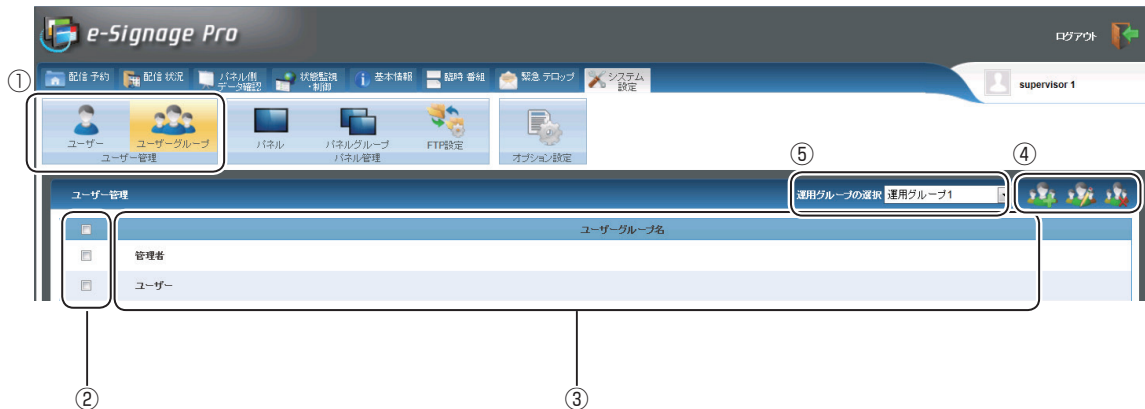 e-Signage Pro
ログアウト
①
配信 予約
配信 状況
パネル側
データ確認
状態監視
・制御
基本情報
臨時 番組
緊急 テロップ
システム
設定
supervisor 1
ユーザー
ユーザーグループ
パネル
パネルグループ
FTP設定
ユーザー管理
パネル管理
オプション設定
⑤
④
ユーザー管理
運用グループの選択
運用グループ1
ユーザーグループ名
管理者
ユーザー
②
③